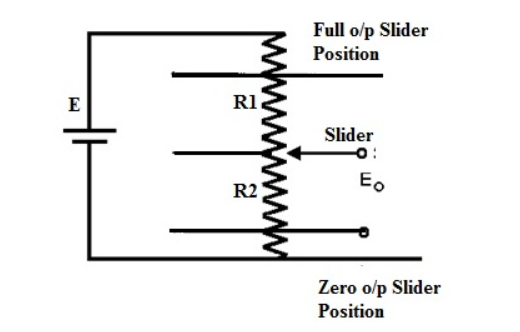 Full o/p Slider
Position
E
R1
Slider
Eo
R2
Zero o/p Slider
Position